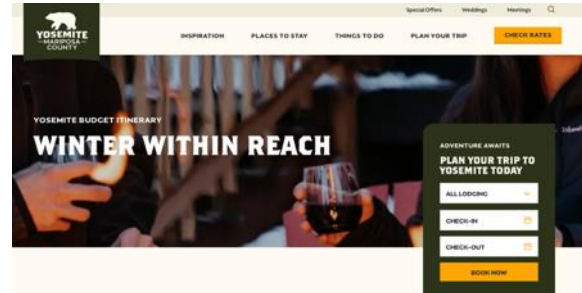 Special Offers Weddings Meetings
YOSEMITE
MARIPOSA
COUNTY
INSPIRATION PLACES TO STAY THINGS TO DO PLAN YOUR TRIP CHECK RATES
YOSEMITE BUDGET ITINERARY
WINTER WITHIN REACH
ADVENTURE AWAITS
PLAN YOUR TRIP TO
YOSEMITE TODAY
ALL LODGING
CHECK-IN
CHECK-OUT
BOOK NOW